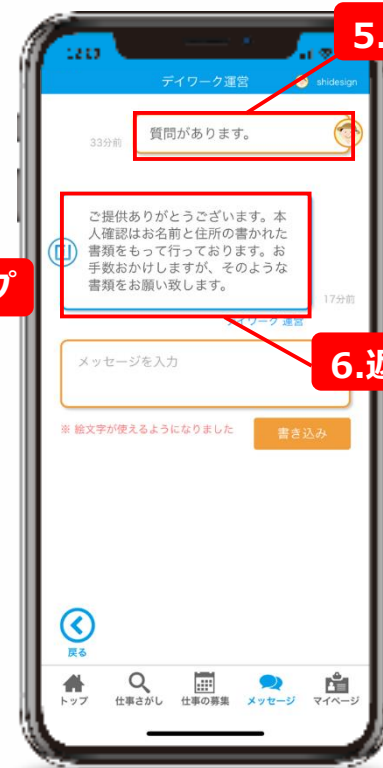 5.
デイワーク運営
shidesign
質問があります。
33分前
ご提供ありがとうございます。本
人確認はお名前と住所の書かれた
書類をもって行っております。お
手数おかけしますが、そのような
書類をお願い致します。
プ
17分前
デイワーク 運営
6.返
メッセージを入力
※ 絵文字が使えるようになりました
書き込み
戻る
トップ
仕事さがし
仕事の募集
メッセージ
マイページ